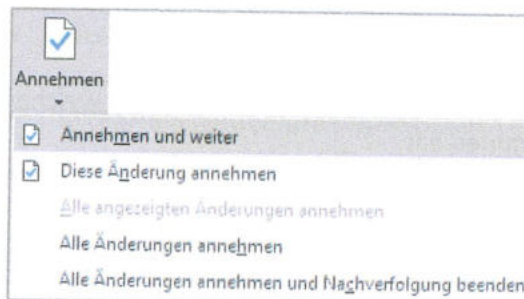 Annehmen
Annehmen und weiter
Diese Änderung annehmen
Alle angezeigten Änderungen annehmen
Alle Änderungen annehmen
Alle Änderungen annehmen und Nachverfolgung beenden